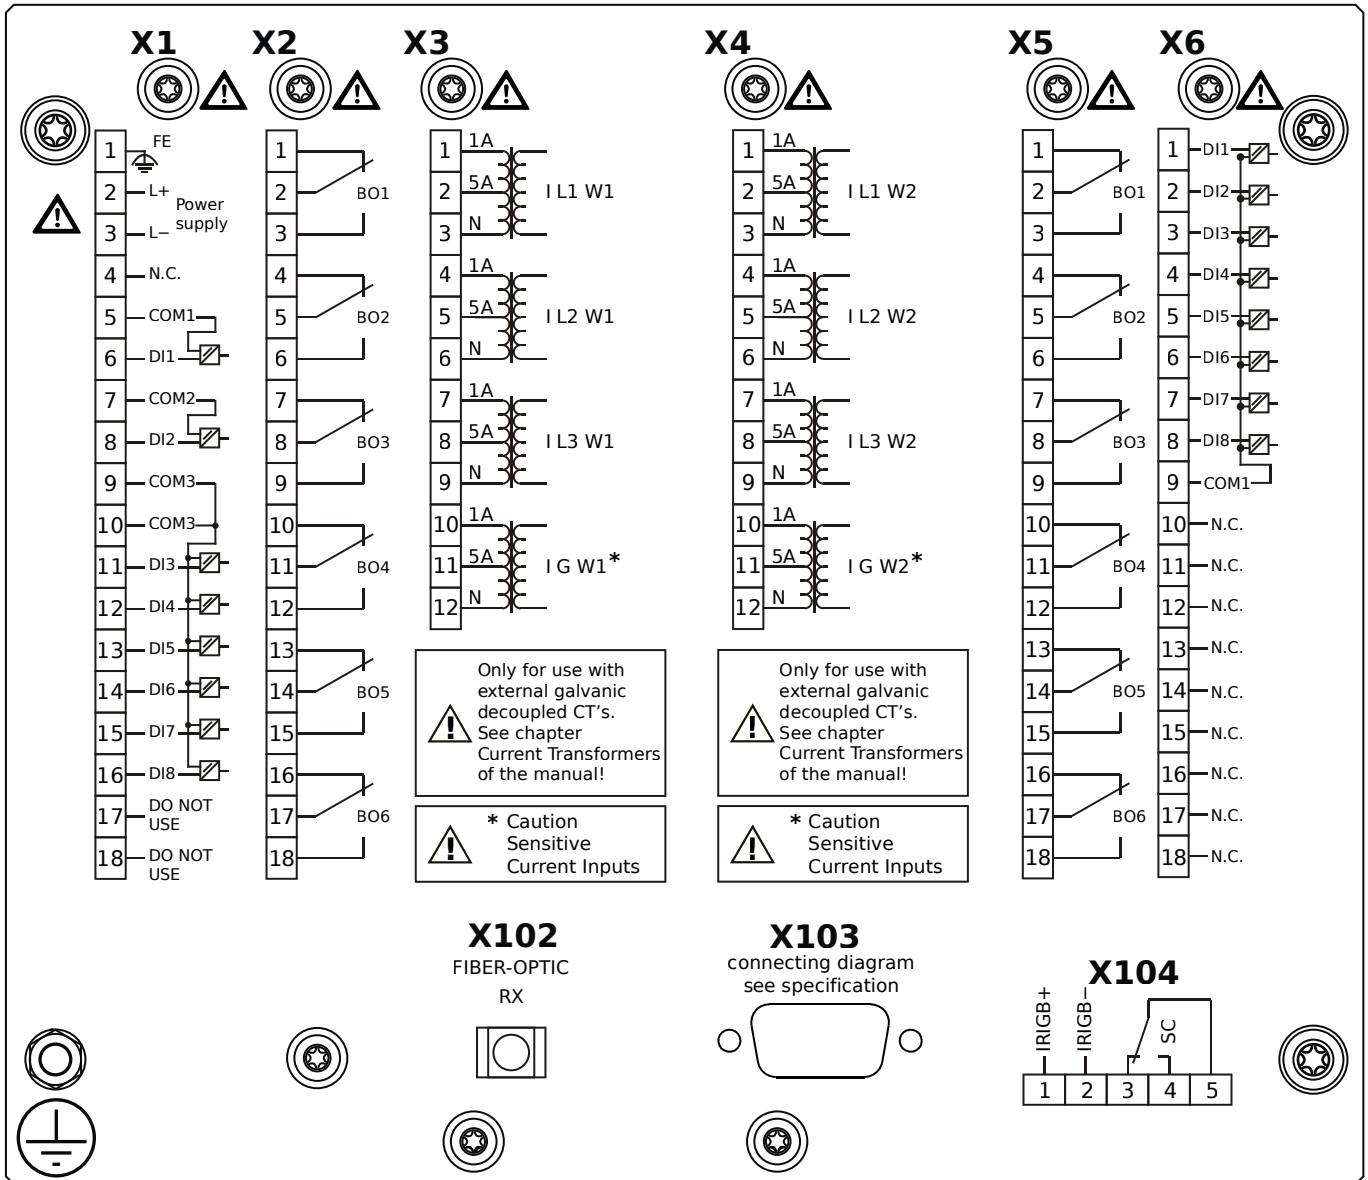 X1 X2 X3 X4 X5 X6
1 FE
2 L+
Power
supply
3 L−
4 N.C.
5 COM1
6 DI1
7 COM2
8 DI2
9 COM3
10 COM3
11 DI3
12 DI4
13 DI5
14 DI6
15 DI7
16 DI8
17 DO NOT
USE
18 DO NOT
USE
1
2 BO1
3
4
5 BO2
6
7
8 BO3
9
10
11 BO4
12
13
14 BO5
15
16
17 BO6
18
1 1A
2 5A I L1 W1
3 N
4 1A
5 5A I L2 W1
6 N
7 1A
8 5A I L3 W1
9 N
10 1A
11 5A I G W1*
12 N
Only for use with
external galvanic
decoupled CT's.
See chapter
Current Transformers
of the manual!
* Caution
Sensitive
Current Inputs
1 1A
2 5A I L1 W2
3 N
4 1A
5 5A I L2 W2
6 N
7 1A
8 5A I L3 W2
9 N
10 1A
11 5A I G W2*
12 N
Only for use with
external galvanic
decoupled CT's.
See chapter
Current Transformers
of the manual!
* Caution
Sensitive
Current Inputs
1
2 BO1
3
4
5 BO2
6
7
8 BO3
9
10
11 BO4
12
13
14 BO5
15
16
17 BO6
18
1 DI1
2 DI2
3 DI3
4 DI4
5 DI5
6 DI6
7 DI7
8 DI8
9 COM1
10 N.C.
11 N.C.
12 N.C.
13 N.C.
14 N.C.
15 N.C.
16 N.C.
17 N.C.
18 N.C.
X102
FIBER-OPTIC
RX
X103
connecting diagram
see specification
X104
IRIGB+
IRIGB−
SC
1 2 3 4 5